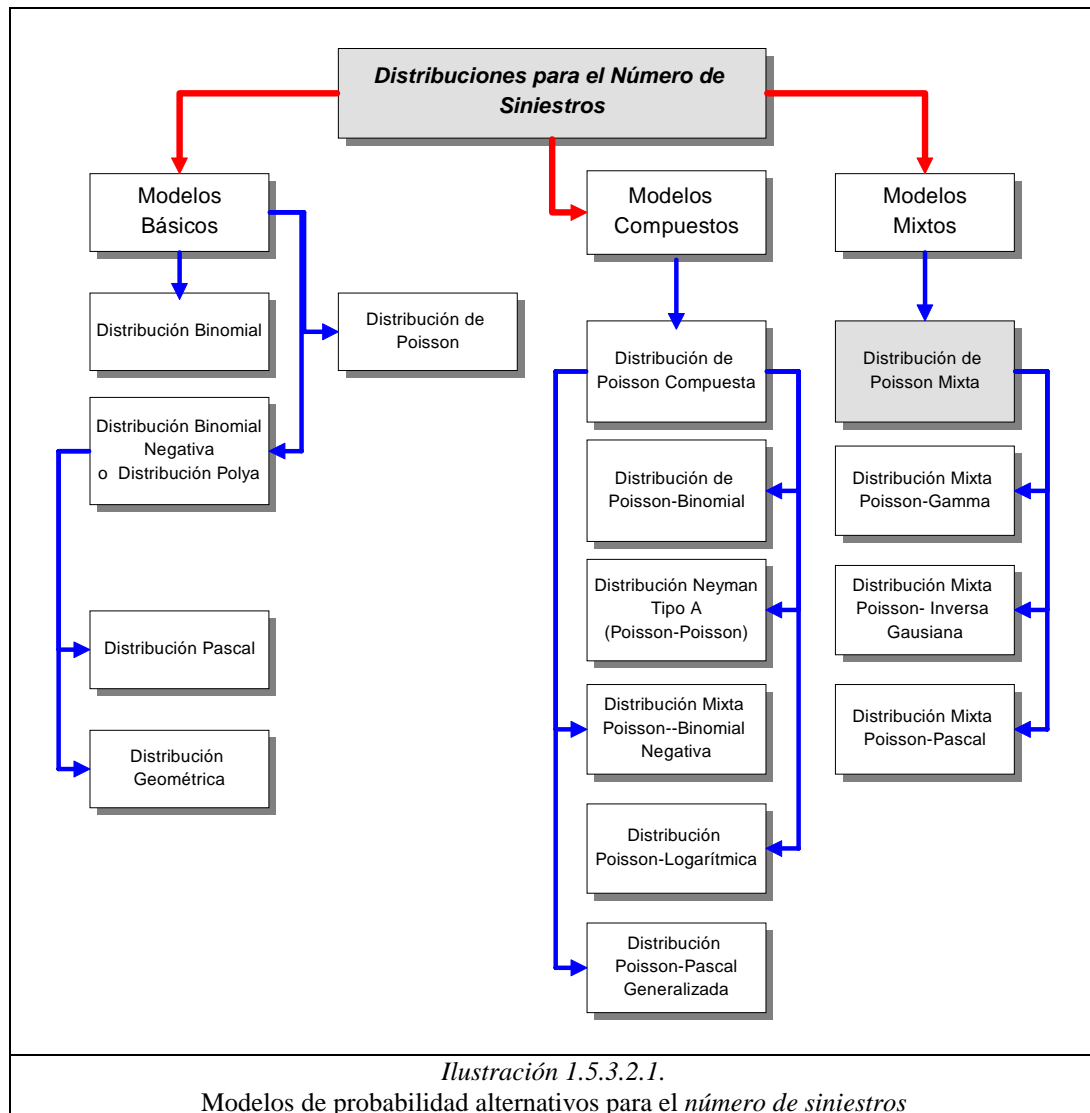 Distribuciones para el Número de
Siniestros
Modelos
Básicos
Modelos
Compuestos
Modelos
Mixtos
Distribución Binomial
Distribución de
Poisson
Distribución Binomial
Negativa
o Distribución Polya
Distribución Pascal
Distribución
Geométrica
Distribución de
Poisson Compuesta
Distribución de
Poisson-Binomial
Distribución Neyman
Tipo A
(Poisson-Poisson)
Distribución Mixta
Poisson--Binomial
Negativa
Distribución
Poisson-Logarítmica
Distribución
Poisson-Pascal
Generalizada
Distribución de
Poisson Mixta
Distribución Mixta
Poisson-Gamma
Distribución Mixta
Poisson- Inversa
Gausiana
Distribución Mixta
Poisson-Pascal
Ilustración 1.5.3.2.1.
Modelos de probabilidad alternativos para el número de siniestros